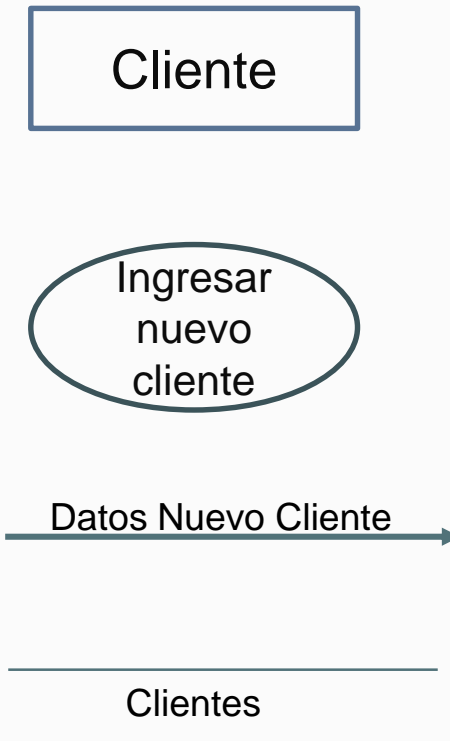 Cliente
Ingresar
nuevo
cliente
Datos Nuevo Cliente
Clientes